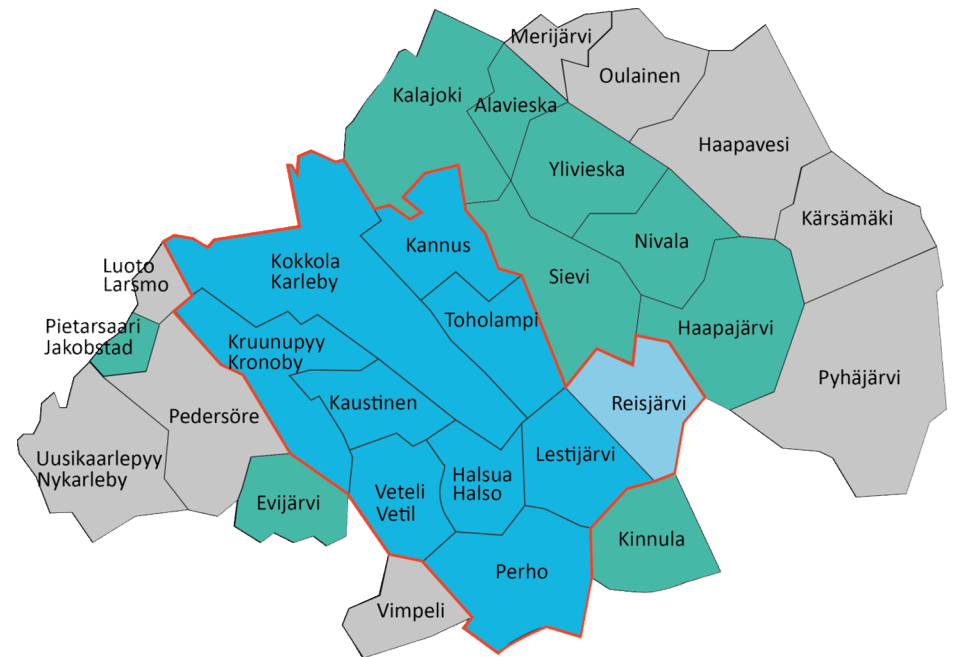 Merijärvi
Oulainen
Kalajoki
Alavieska
Haapavesi
Ylivieska
Kärsämäki
Nivala
Kannus
Kokkola
Karleby
Luoto
Larsmo
Sievi
Toholampi
Pietarsaari
Jakobstad
Haapajärvi
Kruunupyy
Kronoby
Pyhäjärvi
Kaustinen
Reisjärvi
Pedersöre
Lestijärvi
Uusikaarlepyy
Nykarleby
Halsua
Halso
Veteli
Vetil
Evijärvi
Kinnula
Perho
Vimpeli